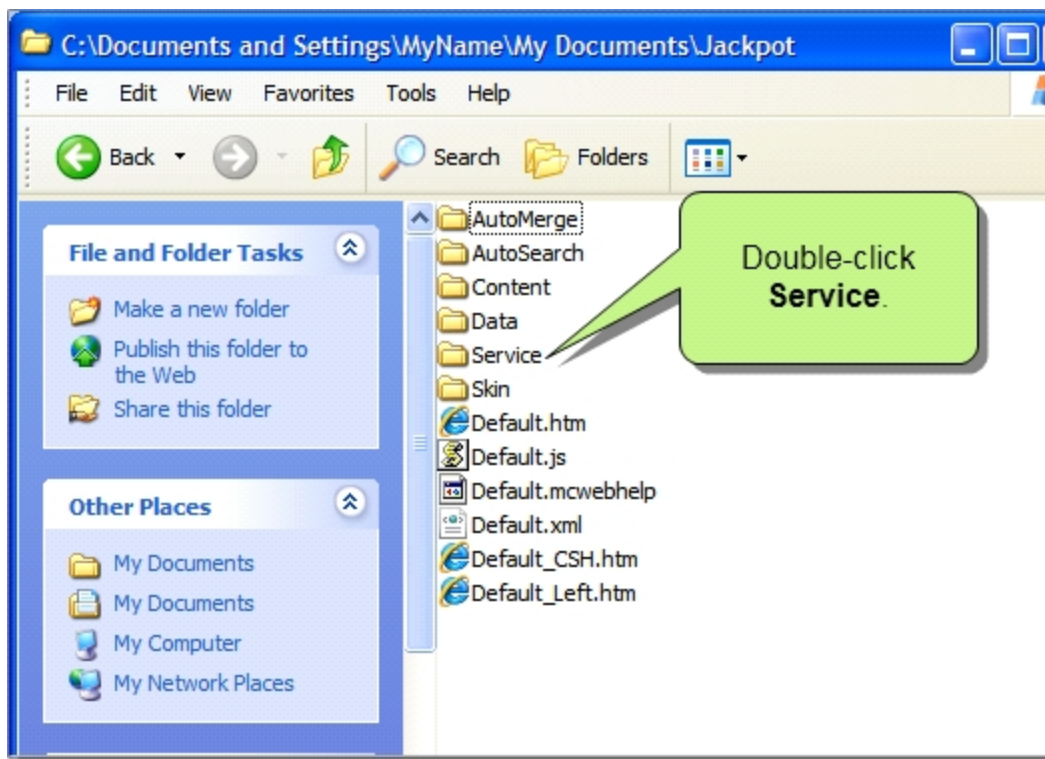 C:\Documents and Settings\MyName\My Documents\Jackpot
File Edit View Favorites Tools Help
Back Search Folders
File and Folder Tasks
Make a new folder
Publish this folder to
the Web
Share this folder
Other Places
My Documents
My Documents
My Computer
My Network Places
AutoMerge
AutoSearch
Content
Data
Service
Skin
Default.htm
Default.js
Default.mcwebhelp
Default.xml
Default_CSH.htm
Default_Left.htm
Double-click
Service.